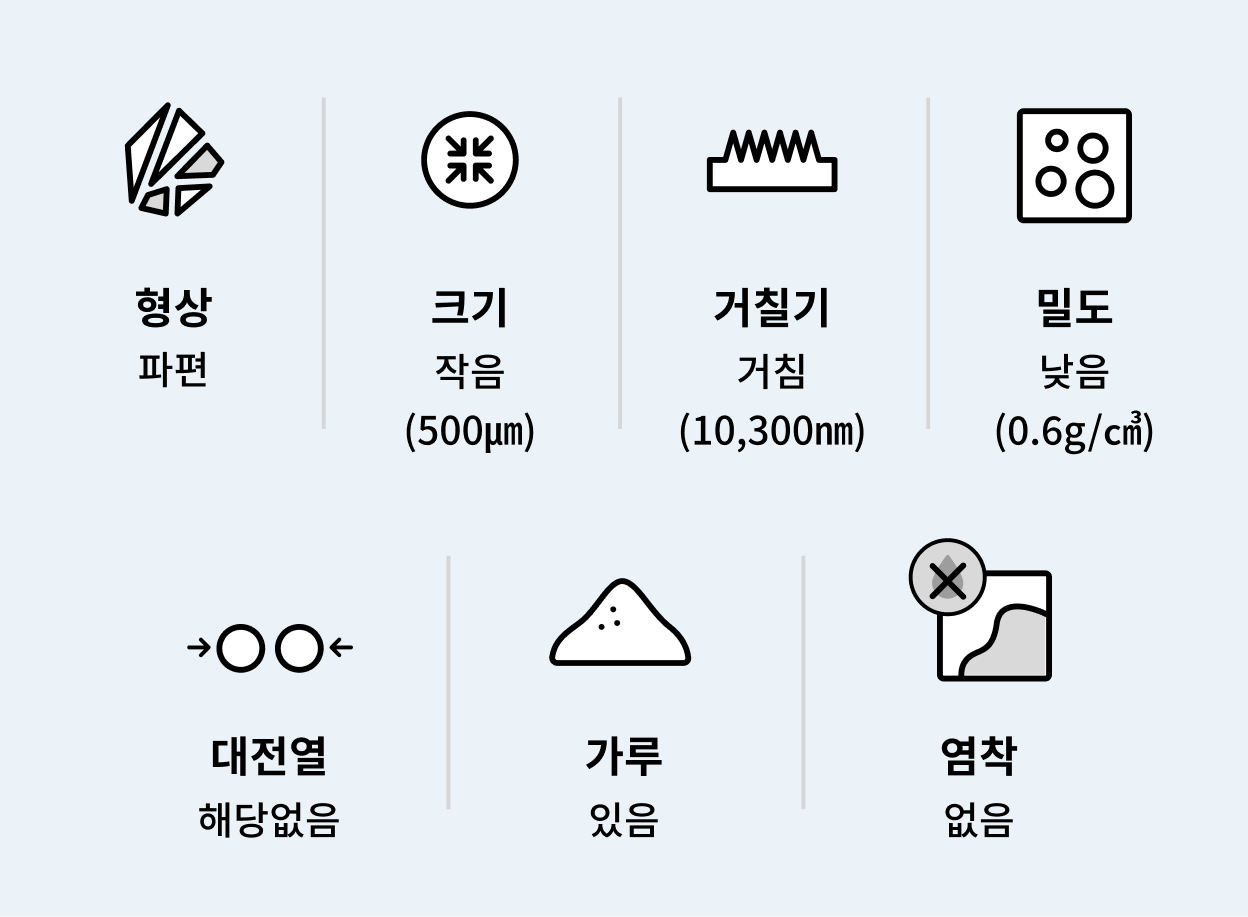 형상
파편
크기
작음
(500μm)
거칠기
거침
(10,300nm)
밀도
낮음
(0.6g/c㎥)
대전열
해당없음
가루
있음
염착
없음